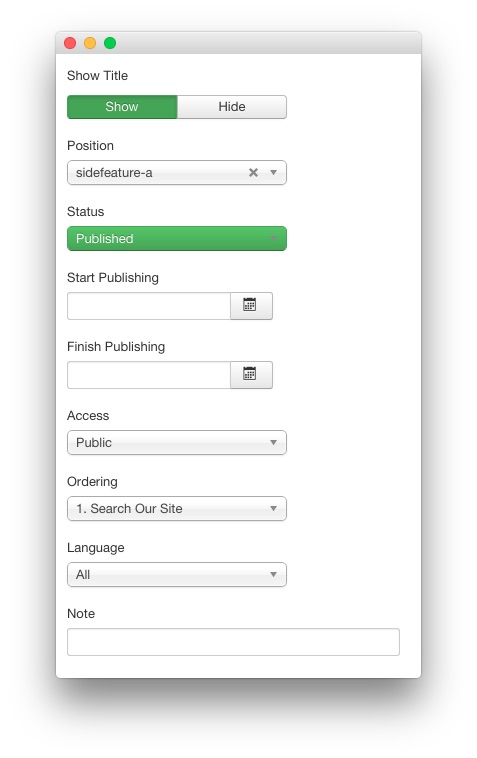 Show Title
Show Hide
Position
sidefeature-a
Status
Published
Start Publishing
Finish Publishing
Access
Public
Ordering
1. Search Our Site
Language
All
Note